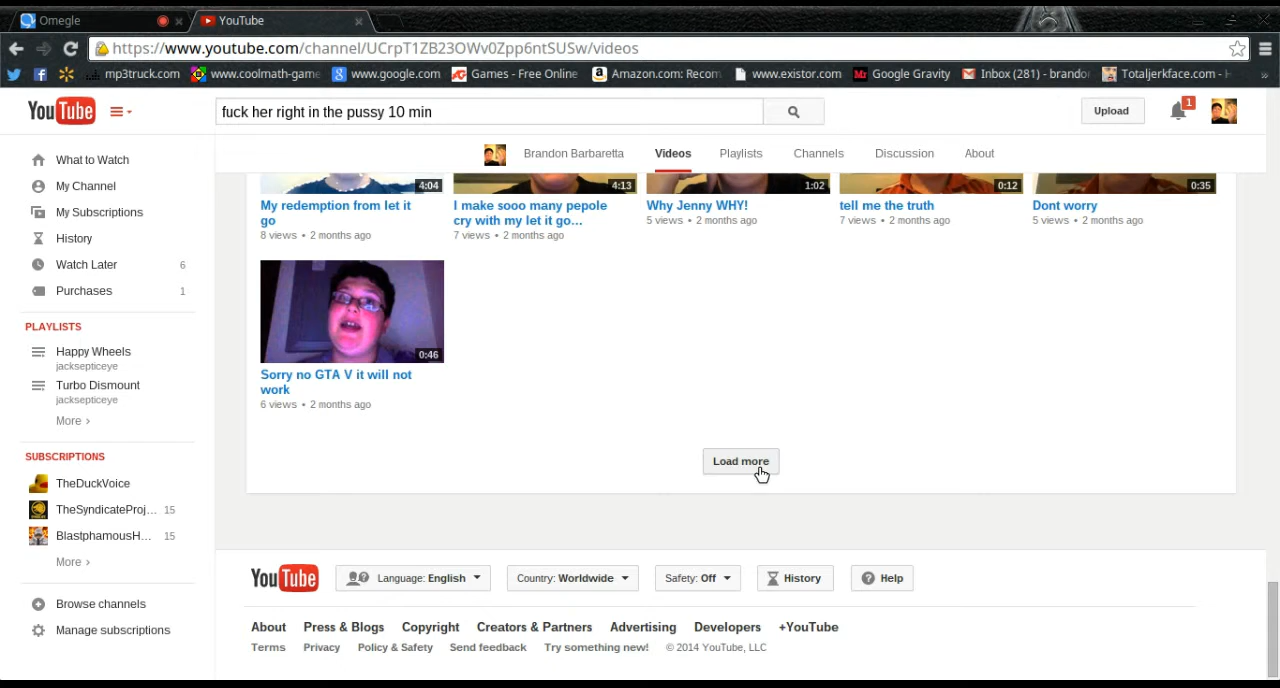 Omegle
YouTube
https://www.youtube.com/channel/UCrpT1ZB23OWv0Zpp6ntSUSw/videos
mp3truck.com
www.coolmath-game
www.google.com
Games - Free Online
Amazon.com: Recom
www.existor.com
Google Gravity
Inbox (281) - brando
Totaljerkface.com - H
YouTube
fuck her right in the pussy 10 min
Upload
1
Brandon Barbaretta
Videos
Playlists
Channels
Discussion
About
What to Watch
My Channel
My Subscriptions
History
Watch Later 6
Purchases 1
PLAYLISTS
Happy Wheels
jacksepticeye
Turbo Dismount
jacksepticeye
More ›
SUBSCRIPTIONS
TheDuckVoice
TheSyndicateProj... 15
BlastphamousH... 15
More ›
Browse channels
Manage subscriptions
4:04
My redemption from let it
go
8 views • 2 months ago
4:13
I make sooo many pepole
cry with my let it go...
7 views • 2 months ago
1:02
Why Jenny WHY!
5 views • 2 months ago
0:12
tell me the truth
7 views • 2 months ago
0:35
Dont worry
5 views • 2 months ago
0:46
Sorry no GTA V it will not
work
6 views • 2 months ago
Load more
YouTube
Language: English
Country: Worldwide
Safety: Off
History
Help
About Press & Blogs Copyright Creators & Partners Advertising Developers +YouTube
Terms Privacy Policy & Safety Send feedback Try something new! © 2014 YouTube, LLC